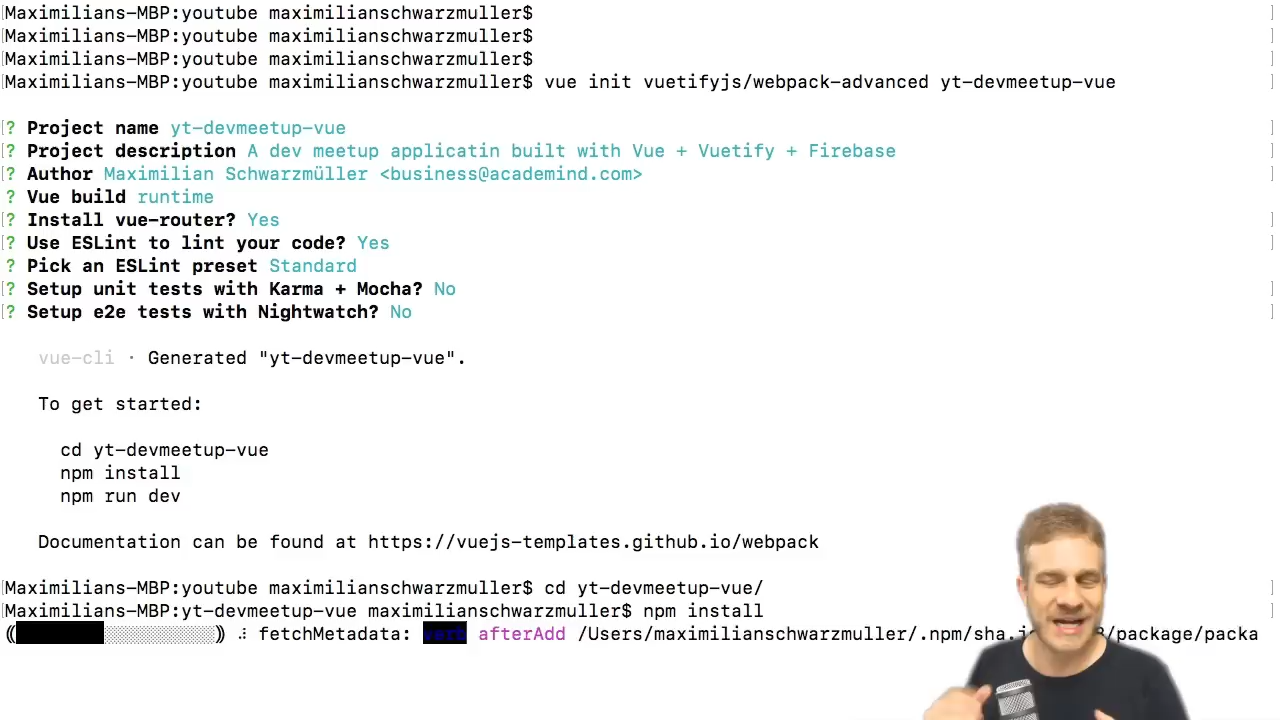 Maximilians-MBP:youtube maximilianschwarzmuller$
Maximilians-MBP:youtube maximilianschwarzmuller$
Maximilians-MBP:youtube maximilianschwarzmuller$
Maximilians-MBP:youtube maximilianschwarzmuller$ vue init vuetifyjs/webpack-advanced yt-devmeetup-vue
? Project name yt-devmeetup-vue
? Project description A dev meetup applicatin built with Vue + Vuetify + Firebase
? Author Maximilian Schwarzmüller <business@academind.com>
? Vue build runtime
? Install vue-router? Yes
? Use ESLint to lint your code? Yes
? Pick an ESLint preset Standard
? Setup unit tests with Karma + Mocha? No
? Setup e2e tests with Nightwatch? No
vue-cli · Generated "yt-devmeetup-vue".
To get started:
cd yt-devmeetup-vue
npm install
npm run dev
Documentation can be found at https://vuejs-templates.github.io/webpack
Maximilians-MBP:youtube maximilianschwarzmuller$ cd yt-devmeetup-vue/
Maximilians-MBP:yt-devmeetup-vue maximilianschwarzmuller$ npm install
fetchMetadata: verb afterAdd /Users/maximilianschwarzmuller/.npm/sha. /package/packa